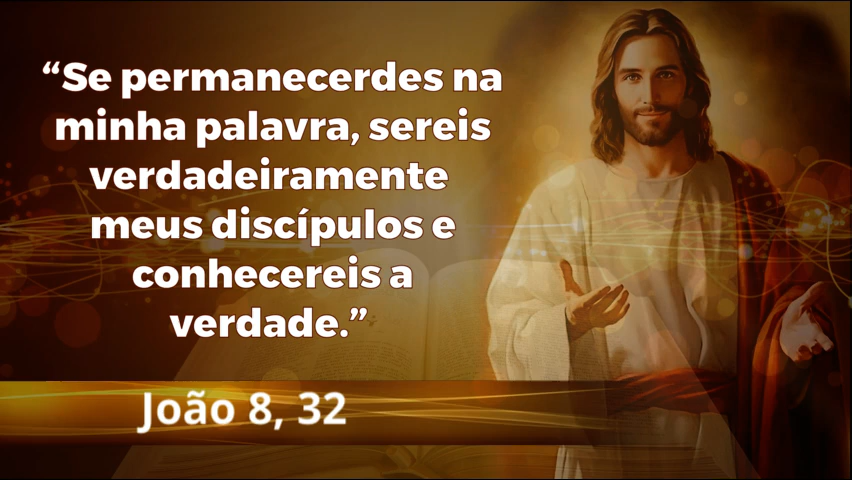 “Se permanecerdes na
minha palavra, sereis
verdadeiramente
meus discípulos e
conhecereis a
verdade.”
João 8, 32